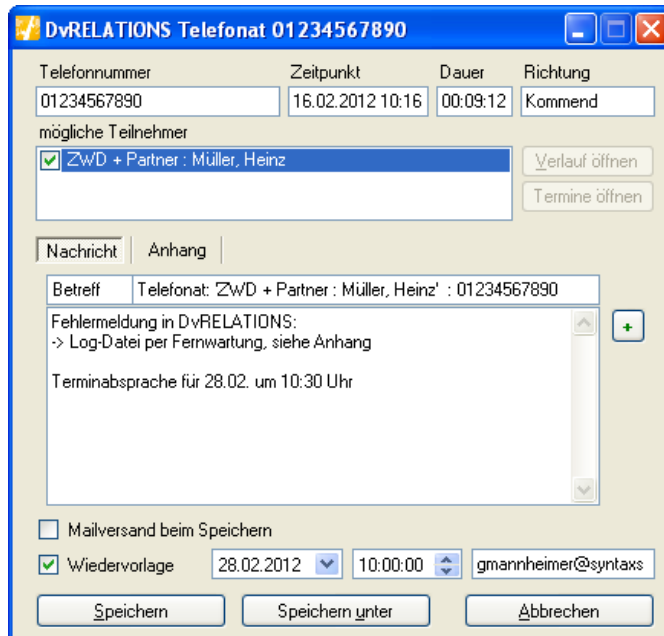 DvRELATIONS Telefonat 01234567890
Telefonnummer Zeitpunkt Dauer Richtung
01234567890 16.02.2012 10:16 00:09:12 Kommend
mögliche Teilnehmer
ZWD + Partner : Müller, Heinz
Verlauf öffnen
Termine öffnen
Nachricht Anhang
Betreff Telefonat: 'ZWD + Partner : Müller, Heinz' : 01234567890
Fehlermeldung in DvRELATIONS:
-> Log-Datei per Fernwartung, siehe Anhang
Terminabsprache für 28.02. um 10:30 Uhr
+
Mailversand beim Speichern
Wiedervorlage 28.02.2012 10:00:00 gmannheimer@syntaxs
Speichern Speichern unter Abbrechen